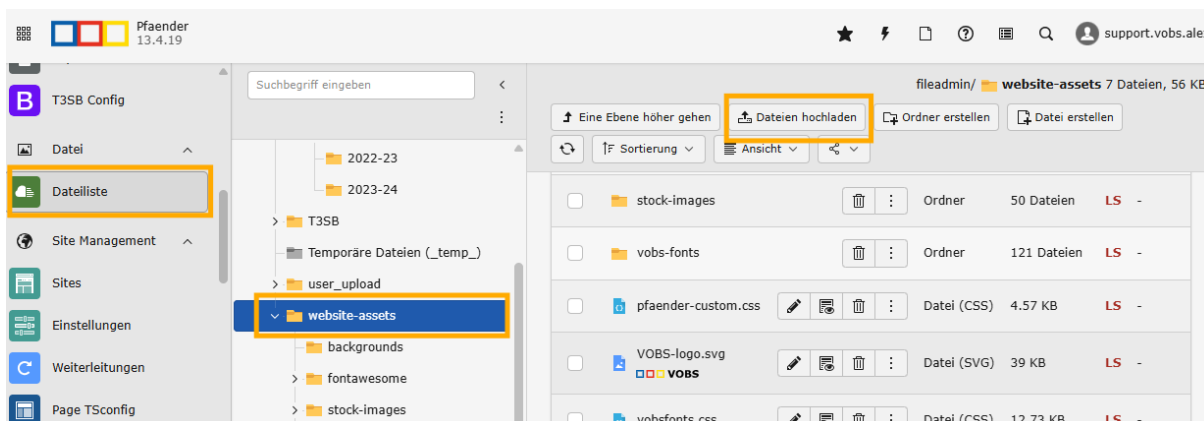 Pfaender
13.4.19
support.vobs.ale
B T3SB Config
Datei
Dateiliste
Site Management
Sites
Einstellungen
C Weiterleitungen
Page TSconfig
Suchbegriff eingeben
2022-23
2023-24
T3SB
Temporäre Dateien (_temp_)
user_upload
website-assets
backgrounds
fontawesome
stock-images
fileadmin/ website-assets 7 Dateien, 56 KB
Eine Ebene höher gehen Dateien hochladen Ordner erstellen Datei erstellen
Sortierung Ansicht
stock-images Ordner 50 Dateien LS -
vobs-fonts Ordner 121 Dateien LS -
pfaender-custom.css Datei (CSS) 4.57 KB LS -
VOBS-logo.svg Datei (SVG) 39 KB LS -
VOBS
vobsfonts.css Datei (CSS) 12.73 KB LS -